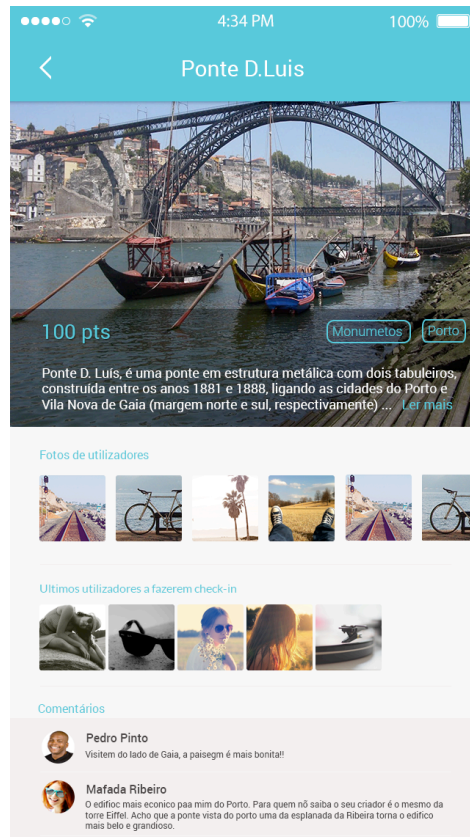 4:34 PM
100%
Ponte D.Luis
100 pts
Monumetos
Porto
Ponte D. Luís, é uma ponte em estrutura metálica com dois tabuleiros,
construída entre os anos 1881 e 1888, ligando as cidades do Porto e
Vila Nova de Gaia (margem norte e sul, respectivamente) ... Ler mais
Fotos de utilizadores
Ultimos utilizadores a fazerem check-in
Comentários
Pedro Pinto
Visitem do lado de Gaia, a paisegm é mais bonita!!
Mafada Ribeiro
O edifioc mais econico paa mim do Porto. Para quem nõ saiba o seu criador é o mesmo da
torre Eiffel. Acho que a ponte vista do porto uma da esplanada da Ribeira torna o edifico
mais belo e grandioso.